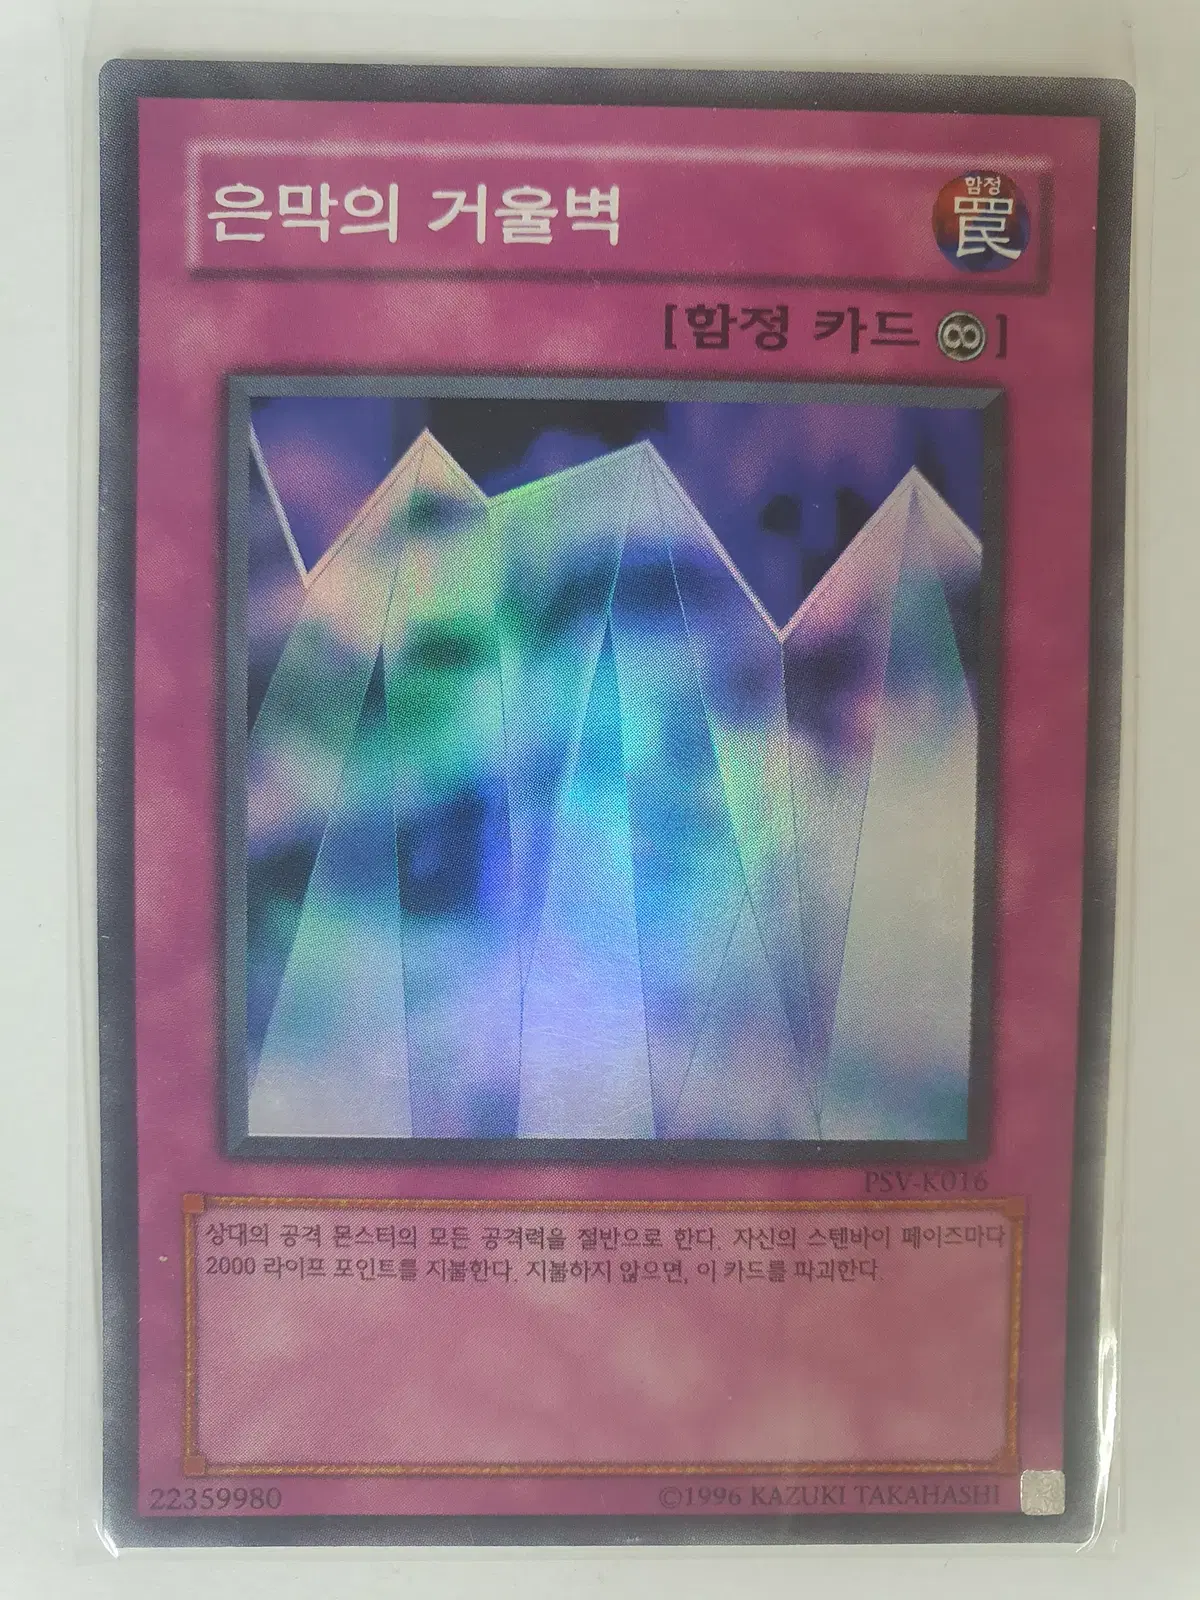 은막의 거울벽
함정
罠
[함정 카드 ∞]
PSV-K016
상대의 공격 몬스터의 모든 공격력을 절반으로 한다. 자신의 스텐바이 페이즈마다
2000 라이프 포인트를 지불한다. 지불하지 않으면, 이 카드를 파괴한다.
22359980
©1996 KAZUKI TAKAHASHI